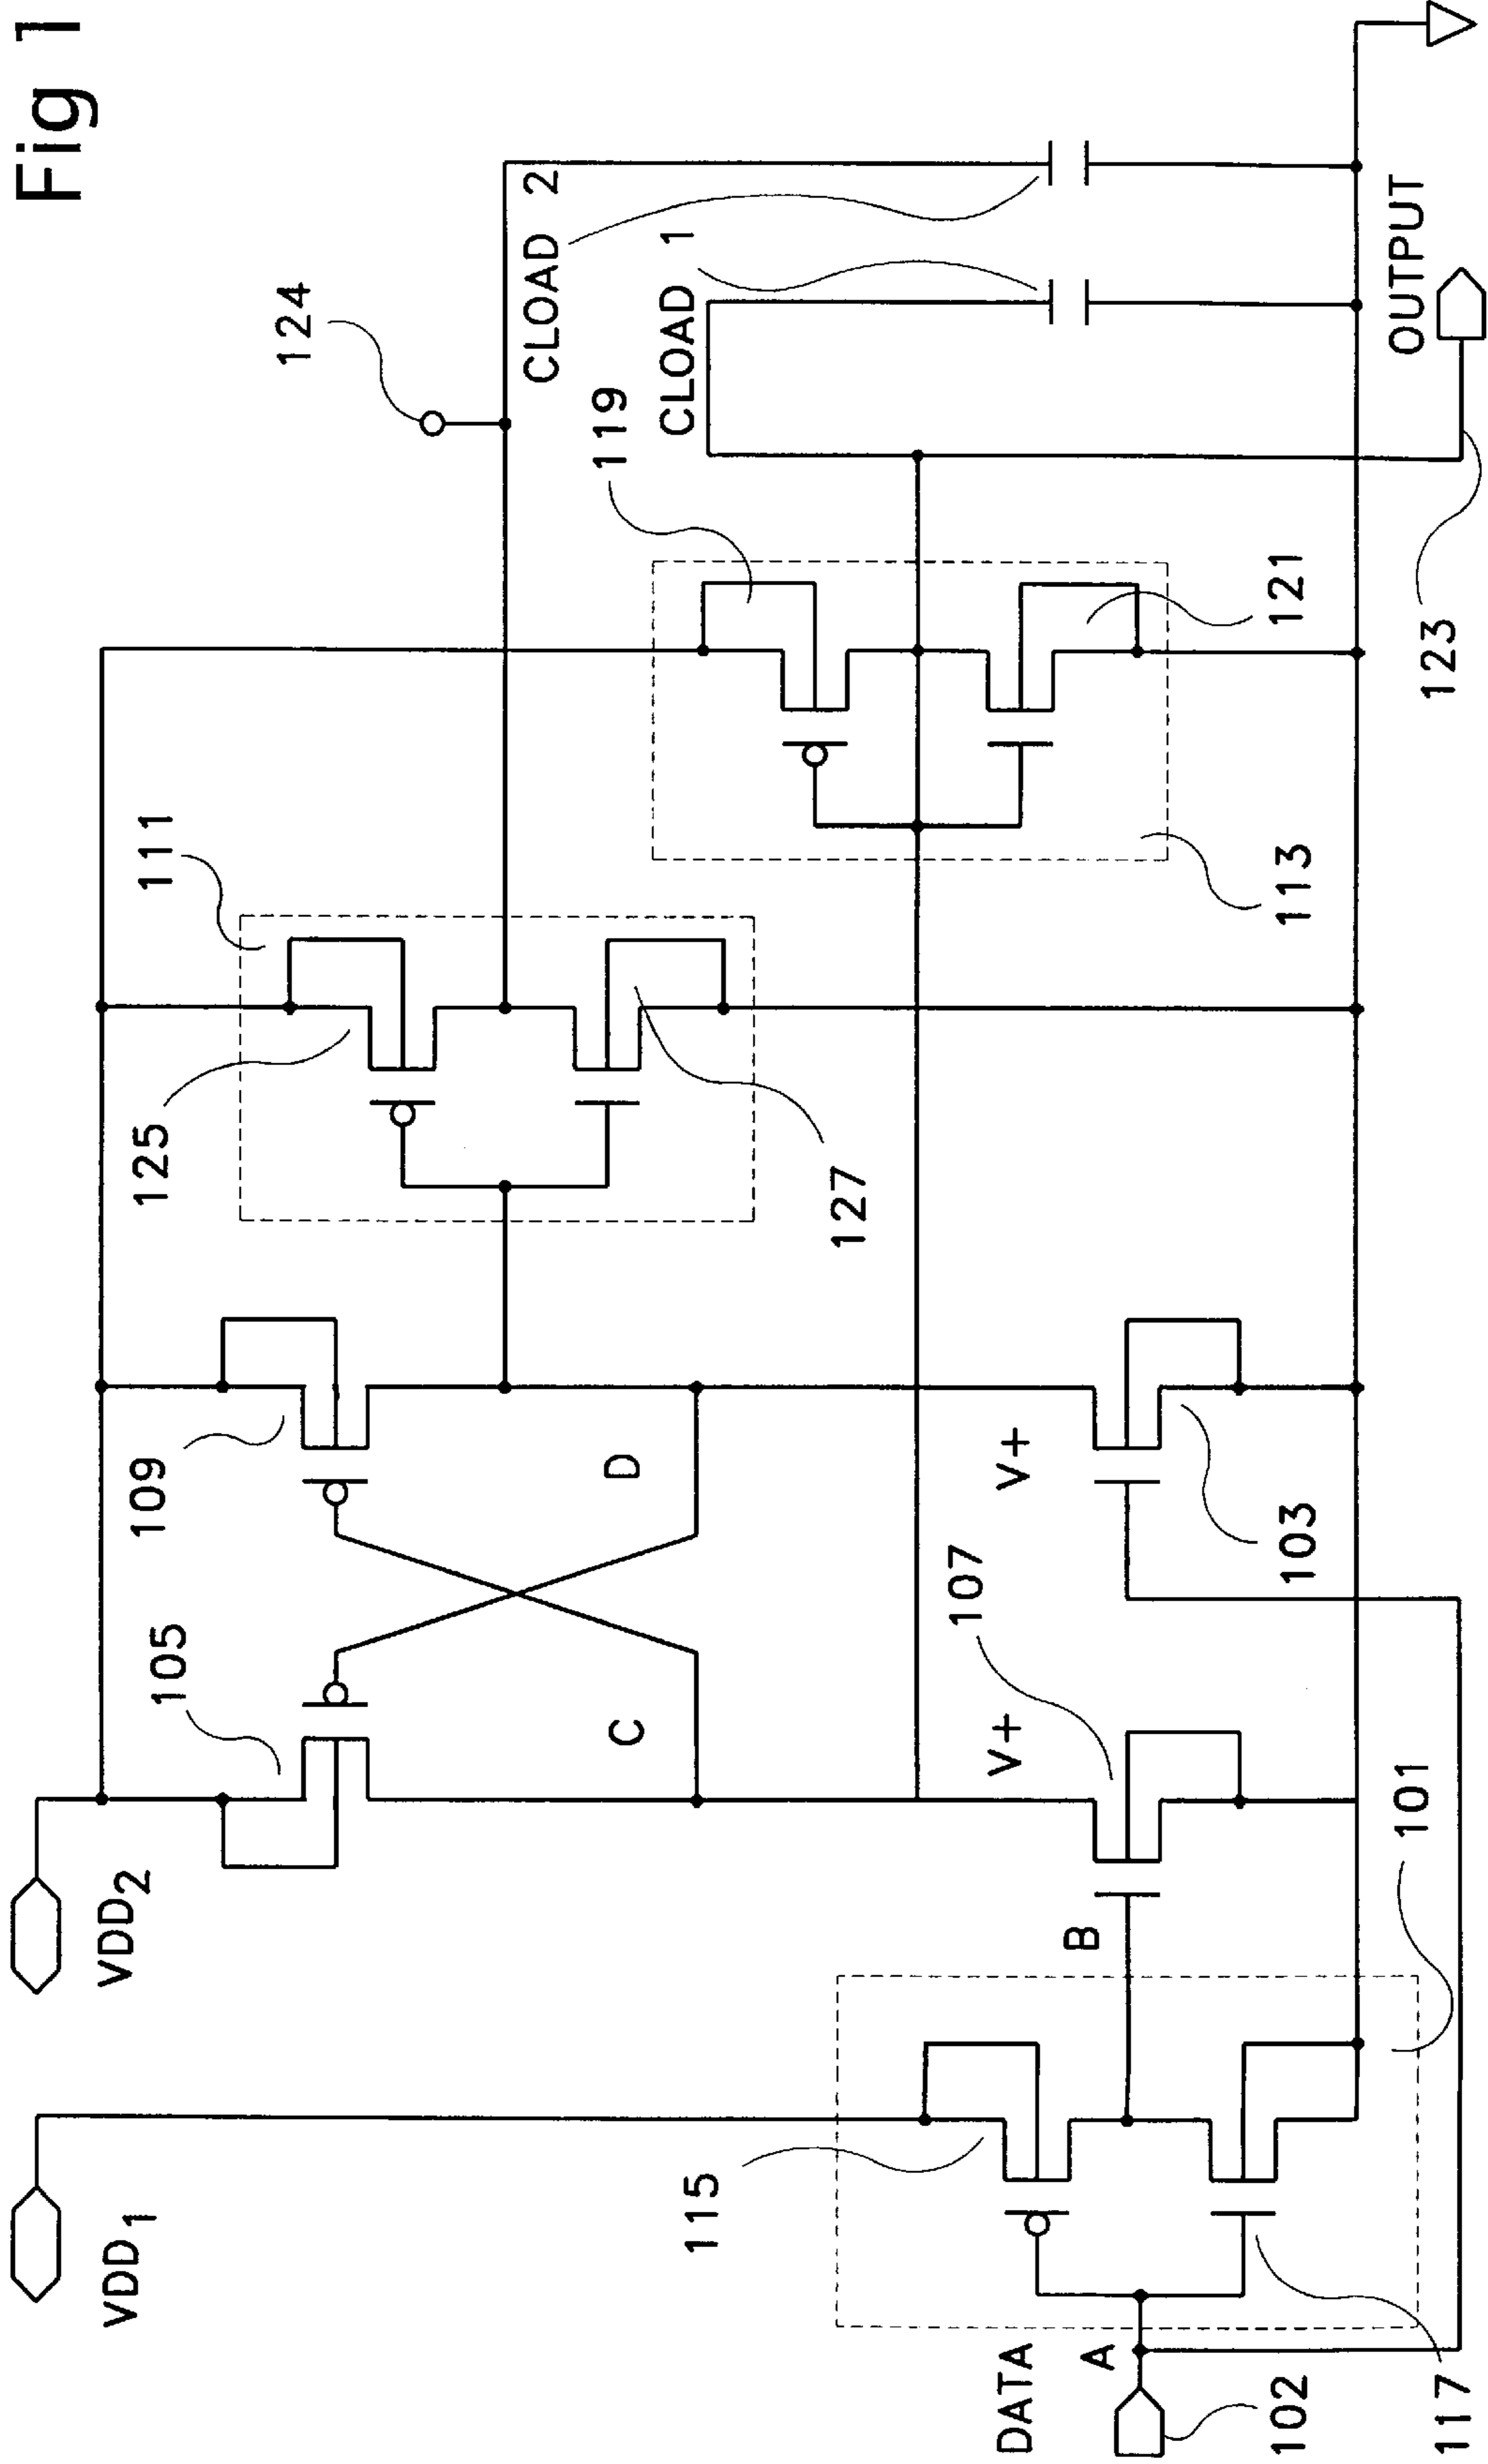 Fig 1
VDD1
VDD2
105
109
125
111
124
C
D
127
119
CLOAD 2
CLOAD 1
115
B
V+
107
V+
103
113
121
DATA
A
102
117
101
123
OUTPUT